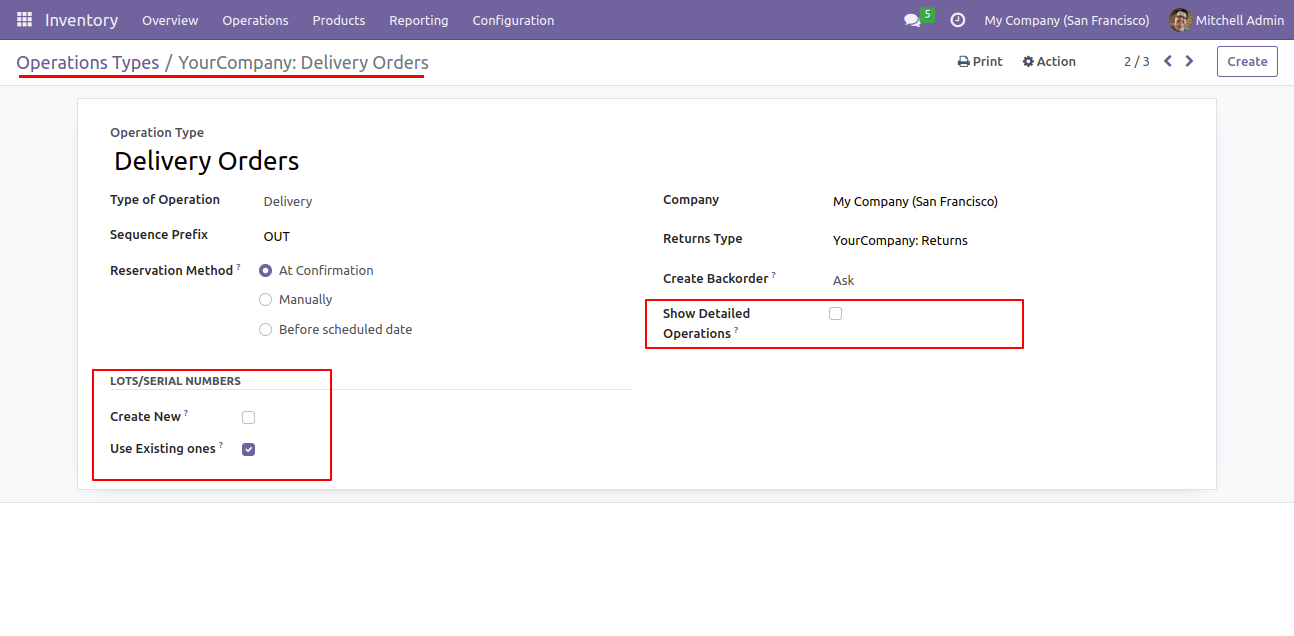 Inventory Overview Operations Products Reporting Configuration 5 My Company (San Francisco) Mitchell Admin
Operations Types / YourCompany: Delivery Orders Print Action 2 / 3 Create
Operation Type
Delivery Orders
Type of Operation Delivery
Sequence Prefix OUT
Reservation Method ? At Confirmation
Manually
Before scheduled date
Company My Company (San Francisco)
Returns Type YourCompany: Returns
Create Backorder ? Ask
Show Detailed
Operations ?
LOTS/SERIAL NUMBERS
Create New ?
Use Existing ones ?